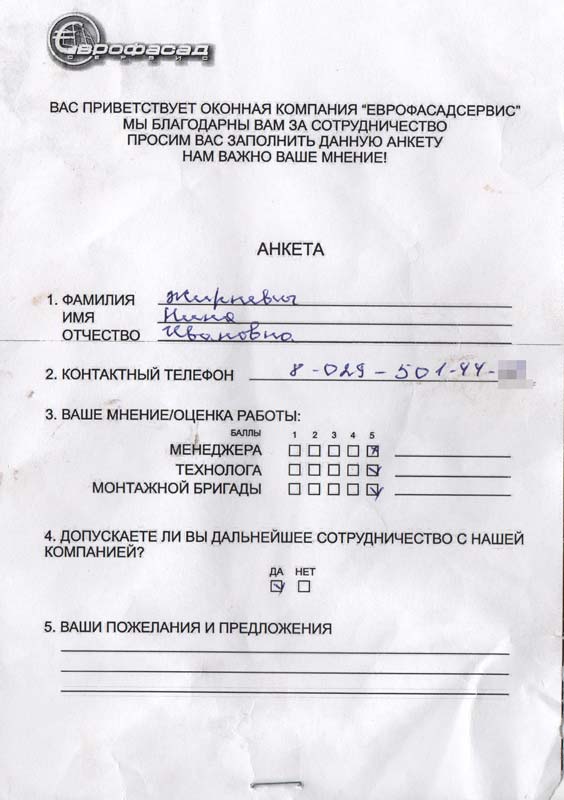 Еврофасад
СЕРВИС
ВАС ПРИВЕТСТВУЕТ ОКОННАЯ КОМПАНИЯ “ЕВРОФАСАДСЕРВИС”
МЫ БЛАГОДАРНЫ ВАМ ЗА СОТРУДНИЧЕСТВО
ПРОСИМ ВАС ЗАПОЛНИТЬ ДАННУЮ АНКЕТУ
НАМ ВАЖНО ВАШЕ МНЕНИЕ!
АНКЕТА
1. ФАМИЛИЯ Жирневич
ИМЯ Нина
ОТЧЕСТВО Ивановна
2. КОНТАКТНЫЙ ТЕЛЕФОН 8-029-501-44-
3. ВАШЕ МНЕНИЕ/ОЦЕНКА РАБОТЫ:
БАЛЛЫ 1 2 3 4 5
МЕНЕДЖЕРА
ТЕХНОЛОГА
МОНТАЖНОЙ БРИГАДЫ
4. ДОПУСКАЕТЕ ЛИ ВЫ ДАЛЬНЕЙШЕЕ СОТРУДНИЧЕСТВО С НАШЕЙ
КОМПАНИЕЙ?
ДА НЕТ
5. ВАШИ ПОЖЕЛАНИЯ И ПРЕДЛОЖЕНИЯ